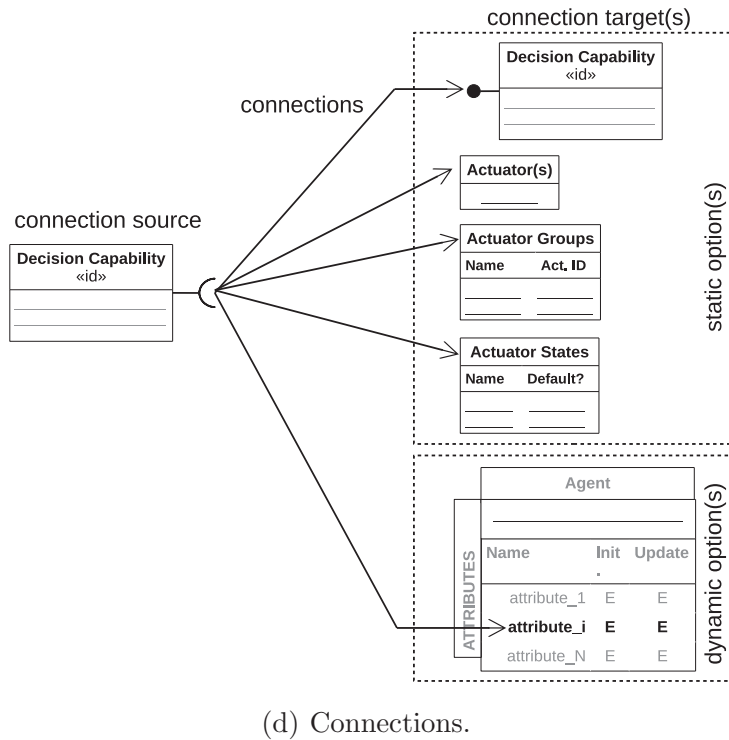 connection target(s)
Decision Capability
«id»
connections
Actuator(s)
connection source
Decision Capability
«id»
Actuator Groups
Name Act. ID
static option(s)
Actuator States
Name Default?
Agent
ATTRIBUTES
Name Init. Update
attribute_1 E E
attribute_i E E
attribute_N E E
dynamic option(s)
(d) Connections.